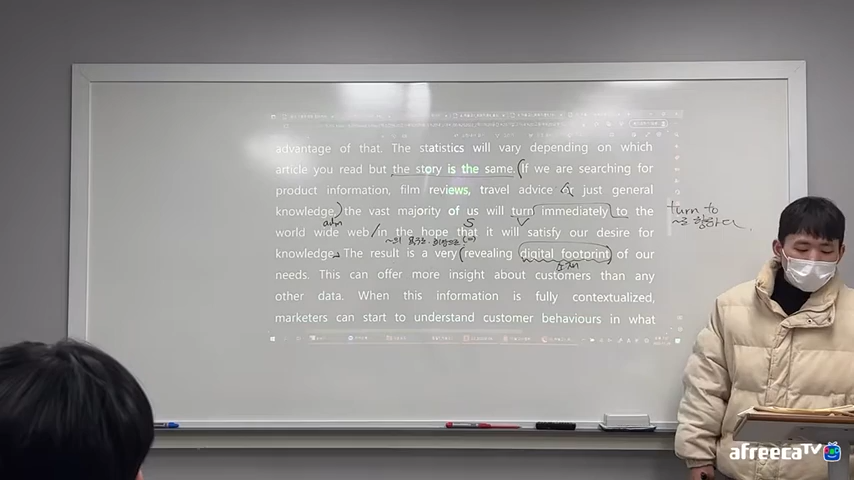 advantage of that. The statistics will vary depending on which
article you read but the story is the same. If we are searching for
product information, film reviews, travel advice or just general
knowledge, the vast majority of us will turn immediately to the
world wide web in the hope that it will satisfy our desire for
knowledge. The result is a very revealing digital footprint of our
needs. This can offer more insight about customers than any
other data. When this information is fully contextualized,
marketers can start to understand customer behaviours in what
turn to
S
V
afreecaTV